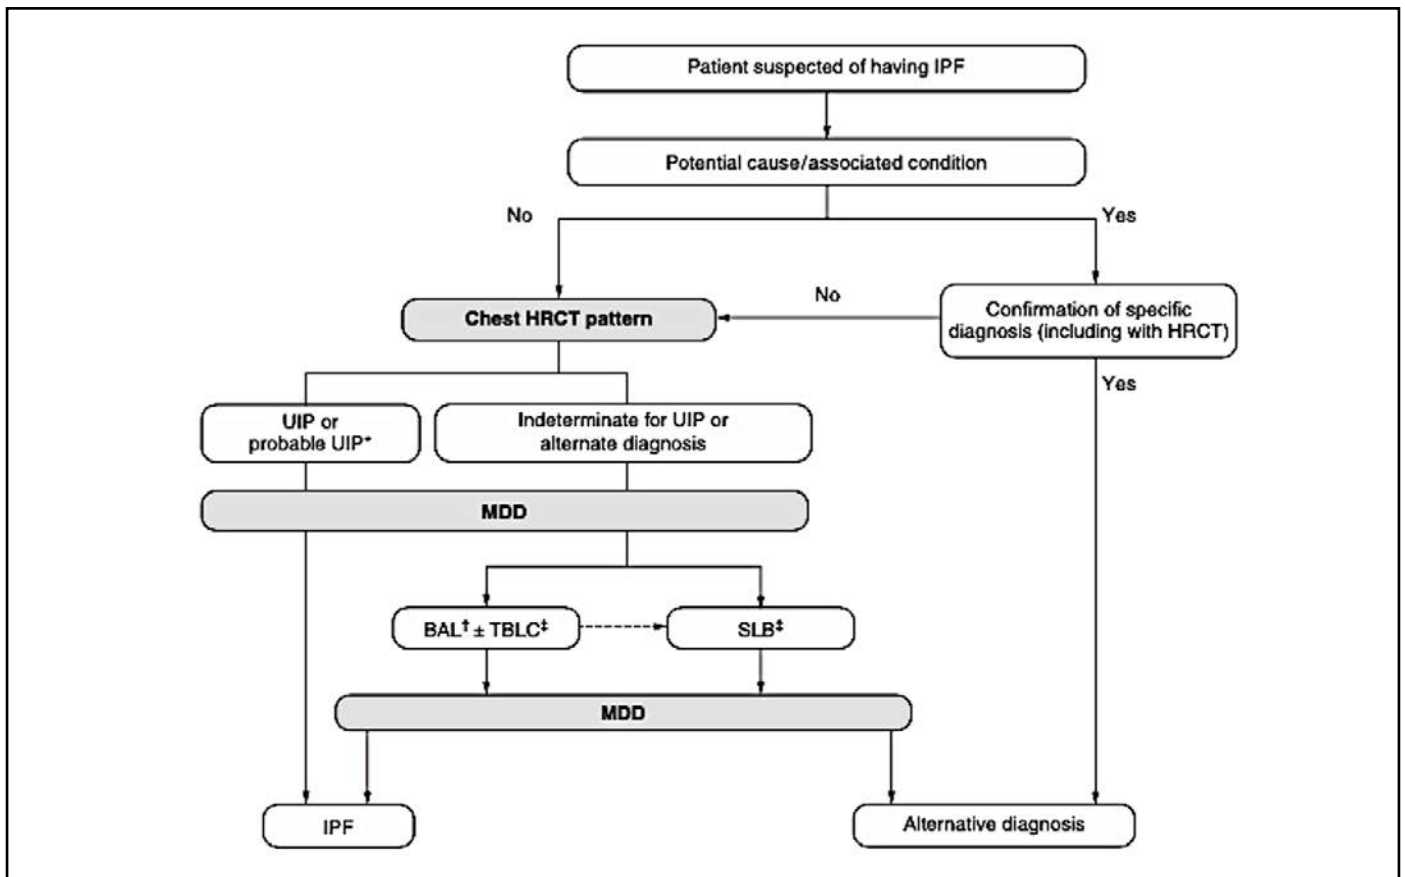 Patient suspected of having IPF
Potential cause/associated condition
No
Yes
Chest HRCT pattern
No
Confirmation of specific
diagnosis (including with HRCT)
Yes
UIP or
probable UIP*
Indeterminate for UIP or
alternate diagnosis
MDD
BAL† ± TBLC‡
SLB‡
MDD
IPF
Alternative diagnosis